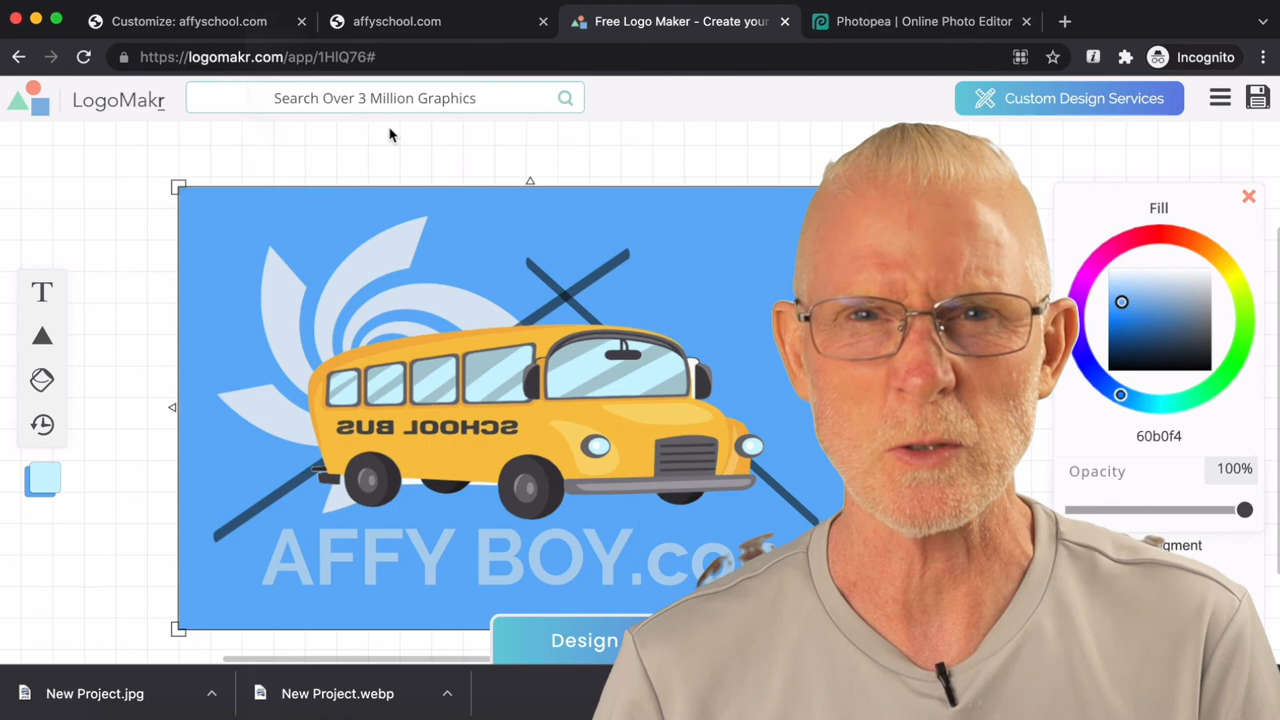 Customize: affyschool.com
affyschool.com
Free Logo Maker - Create your
Photopea | Online Photo Editor
https://logomakr.com/app/1HlQ76#
Incognito
LogoMakr
Search Over 3 Million Graphics
Custom Design Services
Fill
T
SCHOOL BUS
60b0f4
Opacity
100%
AFFY BOY.co
Design
New Project.jpg
New Project.webp